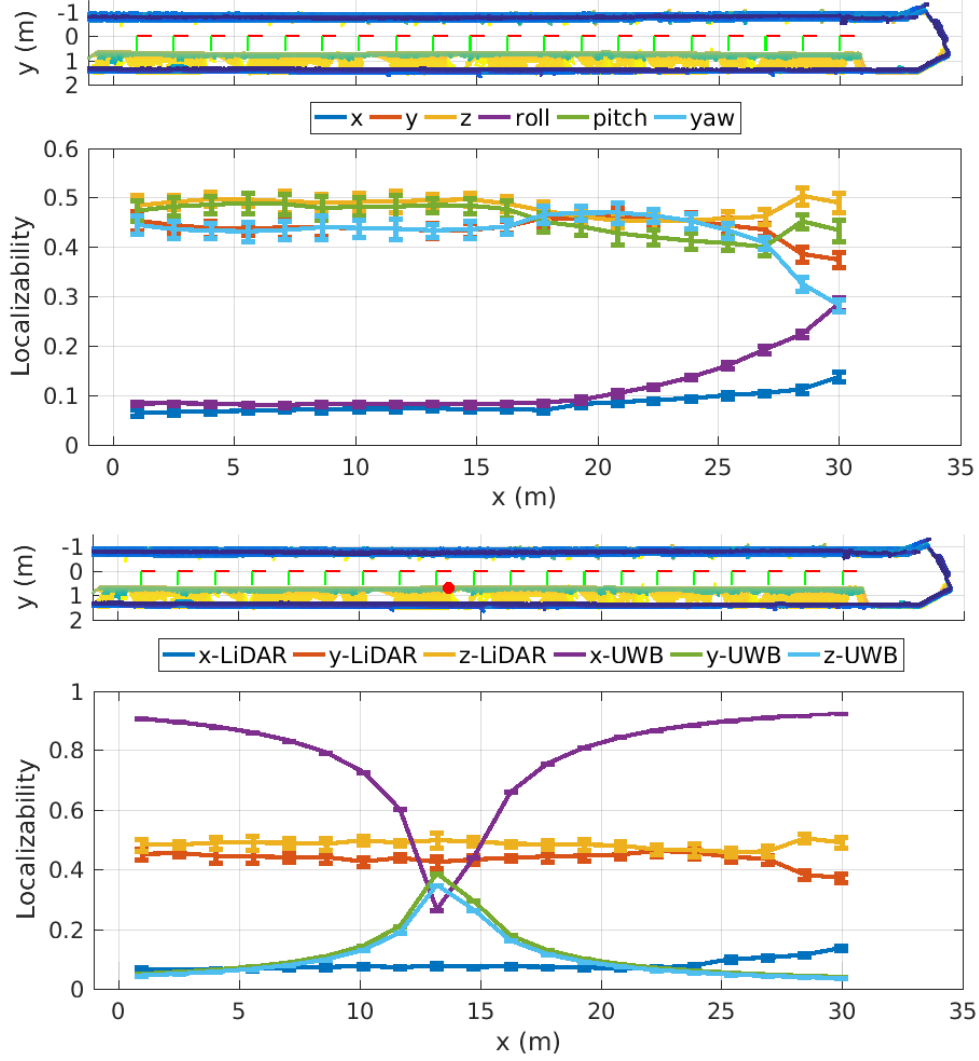 y (m)
-1
0
1
2
x y z roll pitch yaw
Localizability
0.6
0.5
0.4
0.3
0.2
0.1
0
0 5 10 15 20 25 30 35
x (m)
y (m)
-1
0
1
2
x-LiDAR y-LiDAR z-LiDAR x-UWB y-UWB z-UWB
Localizability
1
0.8
0.6
0.4
0.2
0
0 5 10 15 20 25 30 35
x (m)